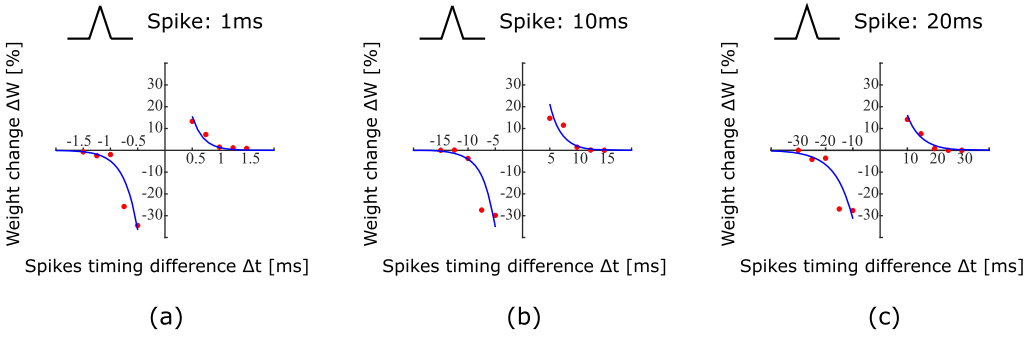 Spike: 1ms
Weight change ΔW [%]
30
20
10
-1.5 -1 -0.5
0.5 1 1.5
-10
-20
-30
Spikes timing difference Δt [ms]
(a)
Spike: 10ms
Weight change ΔW [%]
30
20
10
-15 -10 -5
5 10 15
-10
-20
-30
Spikes timing difference Δt [ms]
(b)
Spike: 20ms
Weight change ΔW [%]
30
20
10
-30 -20 -10
10 20 30
-10
-20
-30
Spikes timing difference Δt [ms]
(c)